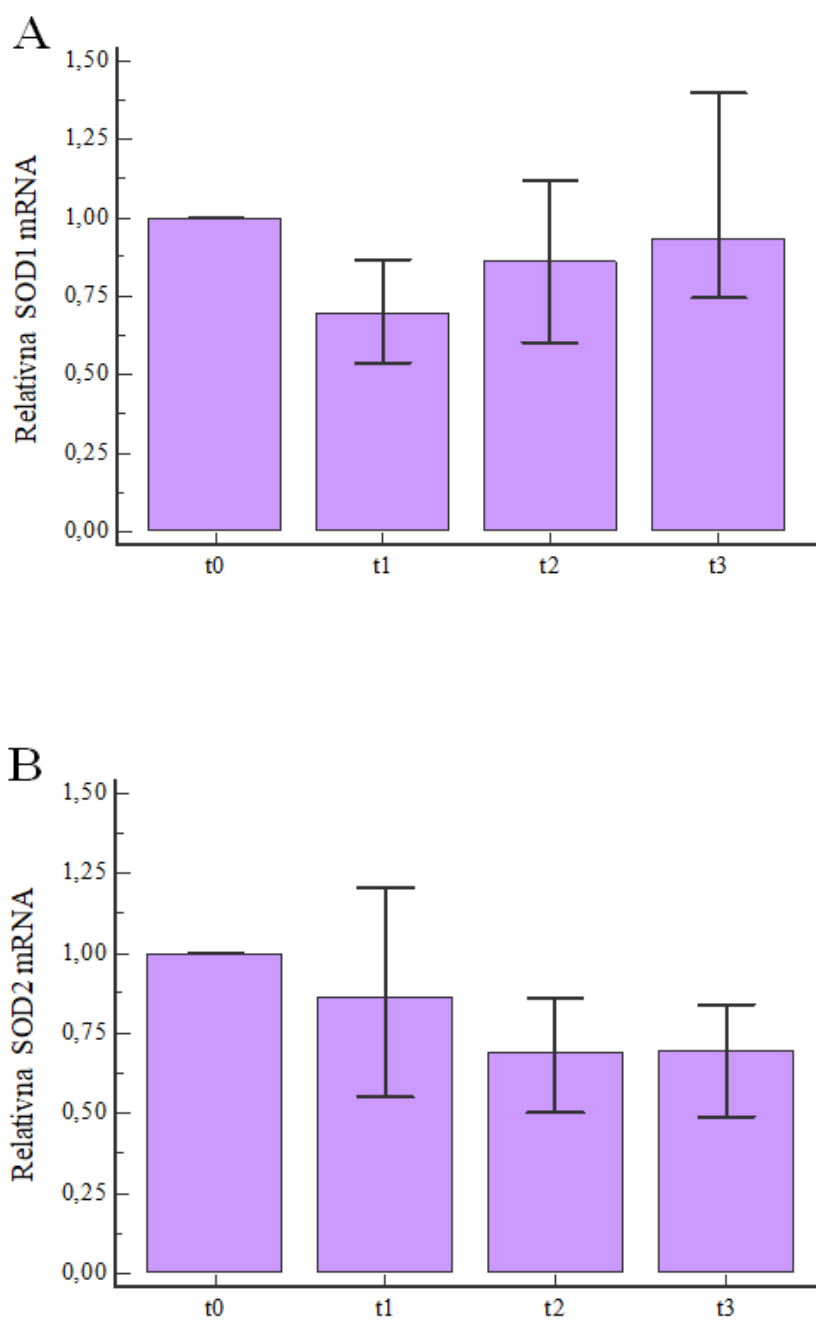 A
Relativna SOD1 mRNA
1,50
1,25
1,00
0,75
0,50
0,25
0,00
t0 t1 t2 t3
B
Relativna SOD2 mRNA
1,50
1,25
1,00
0,75
0,50
0,25
0,00
t0 t1 t2 t3